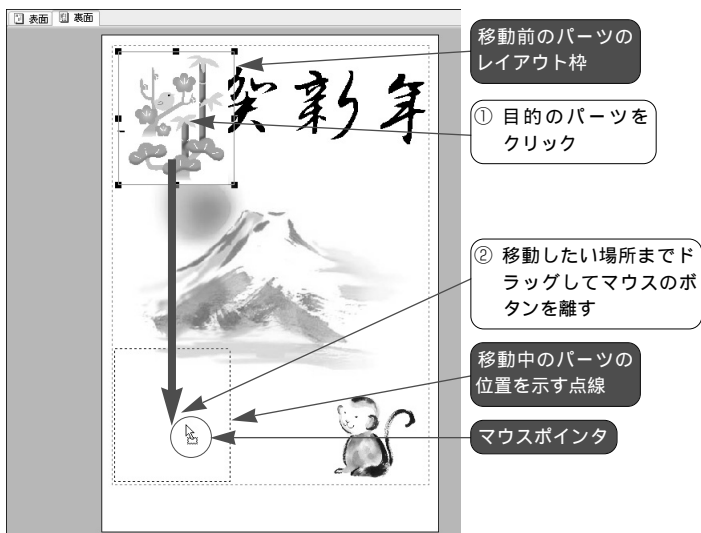 表面 裏面
賀新年
移動前のパーツの
レイアウト枠
① 目的のパーツを
クリック
② 移動したい場所までド
ラッグしてマウスのボ
タンを離す
移動中のパーツの
位置を示す点線
マウスポインタ